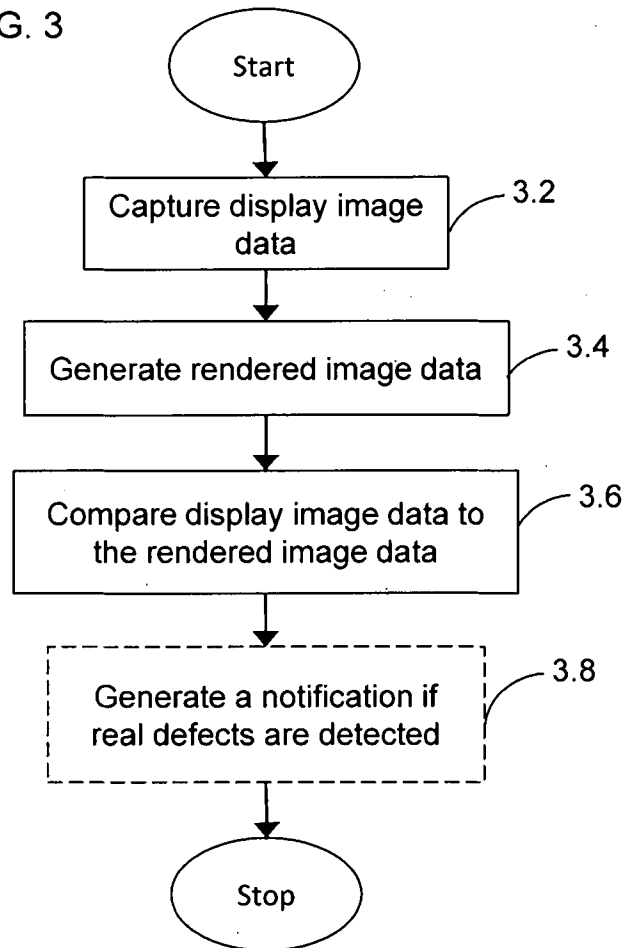 G. 3
Start
Capture display image
data
3.2
Generate rendered image data
3.4
Compare display image data to
the rendered image data
3.6
Generate a notification if
real defects are detected
3.8
Stop